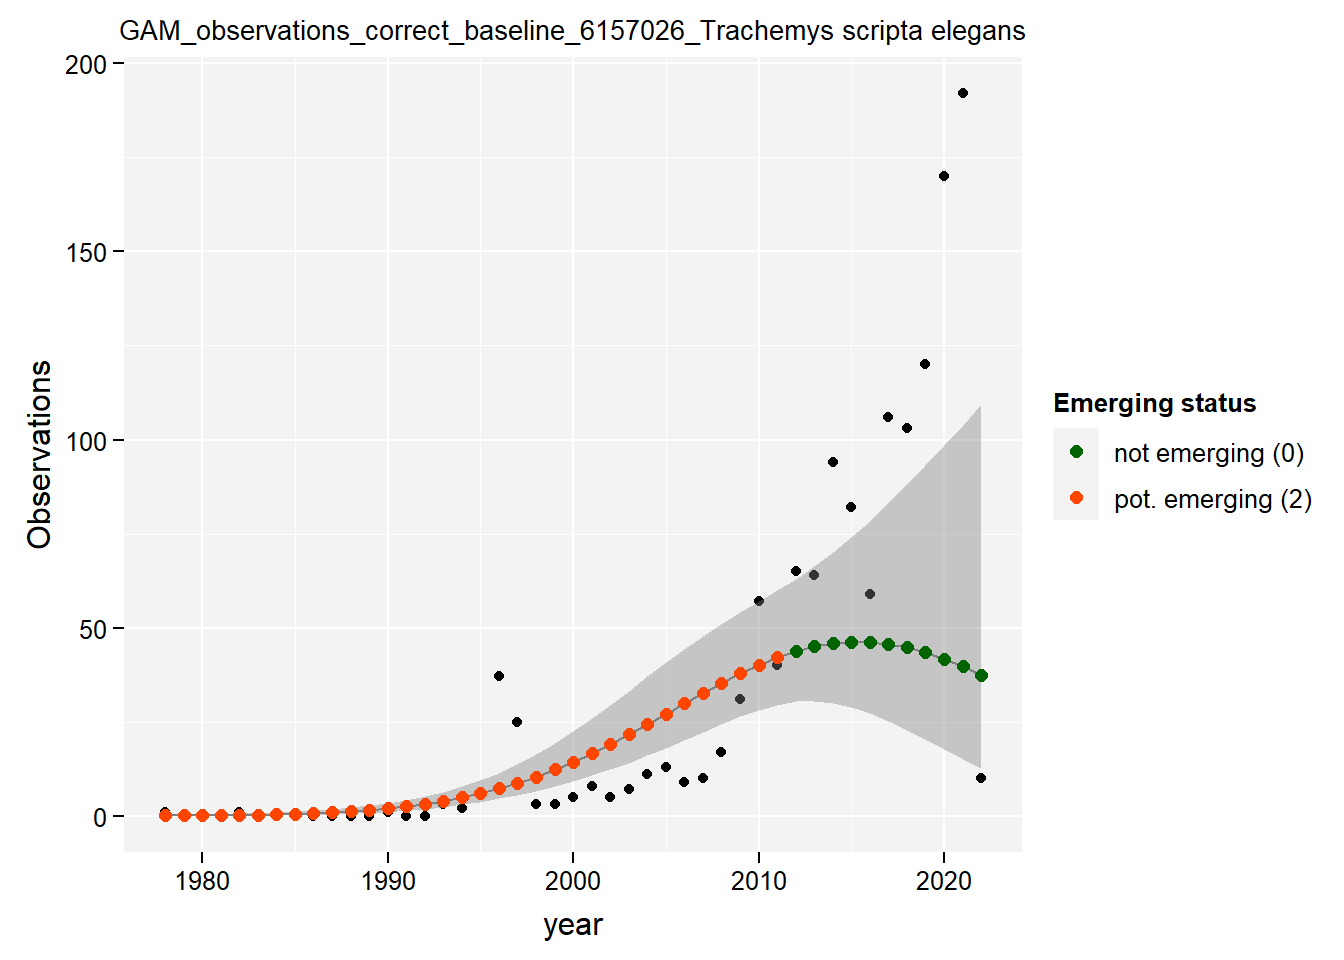 GAM_observations_correct_baseline_6157026_Trachemys scripta elegans
200
150
100
50
0
Observations
1980 1990 2000 2010 2020
year
Emerging status
not emerging (0)
pot. emerging (2)